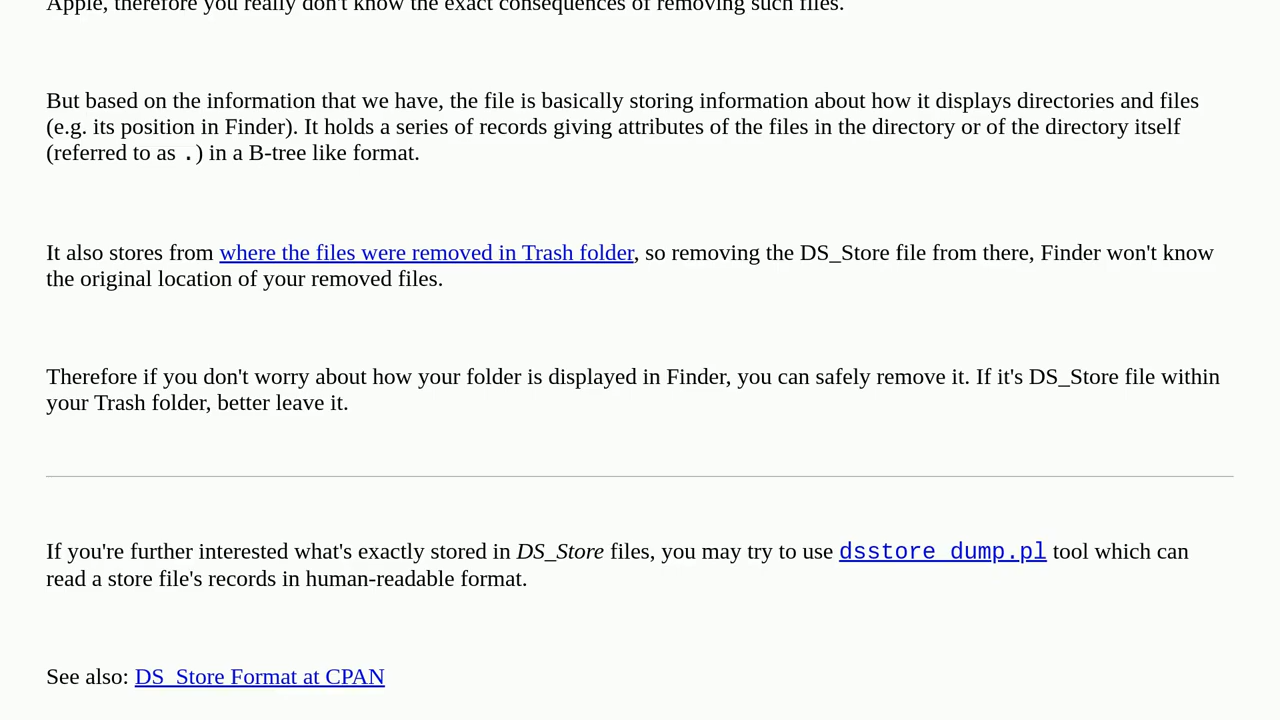 Apple, therefore you really don't know the exact consequences of removing such files.
But based on the information that we have, the file is basically storing information about how it displays directories and files
(e.g. its position in Finder). It holds a series of records giving attributes of the files in the directory or of the directory itself
(referred to as .) in a B-tree like format.
It also stores from where the files were removed in Trash folder, so removing the DS_Store file from there, Finder won't know
the original location of your removed files.
Therefore if you don't worry about how your folder is displayed in Finder, you can safely remove it. If it's DS_Store file within
your Trash folder, better leave it.
If you're further interested what's exactly stored in DS_Store files, you may try to use dsstore_dump.pl tool which can
read a store file's records in human-readable format.
See also: DS_Store Format at CPAN